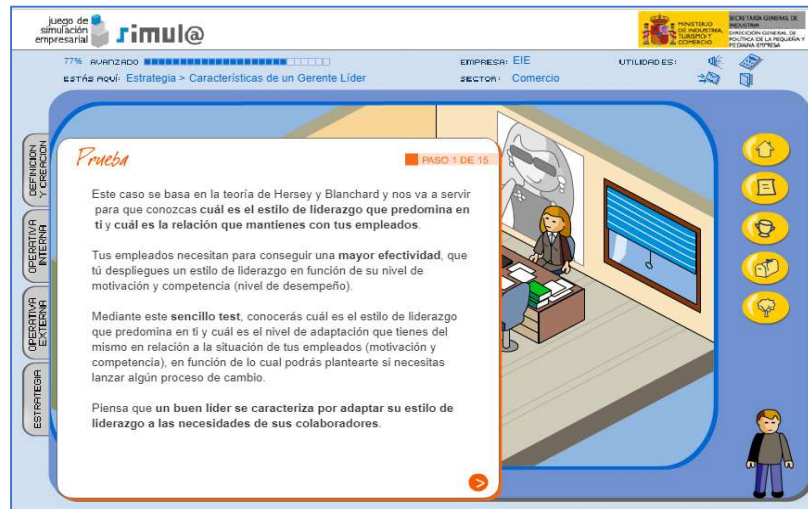 juego de
simulación
empresarial
simul@
MINISTERIO
DE INDUSTRIA,
TURISMO Y
COMERCIO
SECRETARÍA GENERAL DE
INDUSTRIA
DIRECCIÓN GENERAL DE
POLÍTICA DE LA PEQUEÑA Y
MEDIANA EMPRESA
77% AVANZADO
EMPRESA: EIE
UTILIDADES:
ESTÁS AQUÍ: Estrategia > Características de un Gerente Líder
SECTOR: Comercio
DEFINICION
Y CREACION
OPERATIVA
INTERNA
OPERATIVA
EXTERNA
ESTRATEGIA
Prueba
PASO 1 DE 15
Este caso se basa en la teoría de Hersey y Blanchard y nos va a servir
para que conozcas cuál es el estilo de liderazgo que predomina en
ti y cuál es la relación que mantienes con tus empleados.
Tus empleados necesitan para conseguir una mayor efectividad, que
tú despliegues un estilo de liderazgo en función de su nivel de
motivación y competencia (nivel de desempeño).
Mediante este sencillo test, conocerás cuál es el estilo de liderazgo
que predomina en ti y cuál es el nivel de adaptación que tienes del
mismo en relación a la situación de tus empleados (motivación y
competencia), en función de lo cual podrás plantearte si necesitas
lanzar algún proceso de cambio.
Piensa que un buen líder se caracteriza por adaptar su estilo de
liderazgo a las necesidades de sus colaboradores.